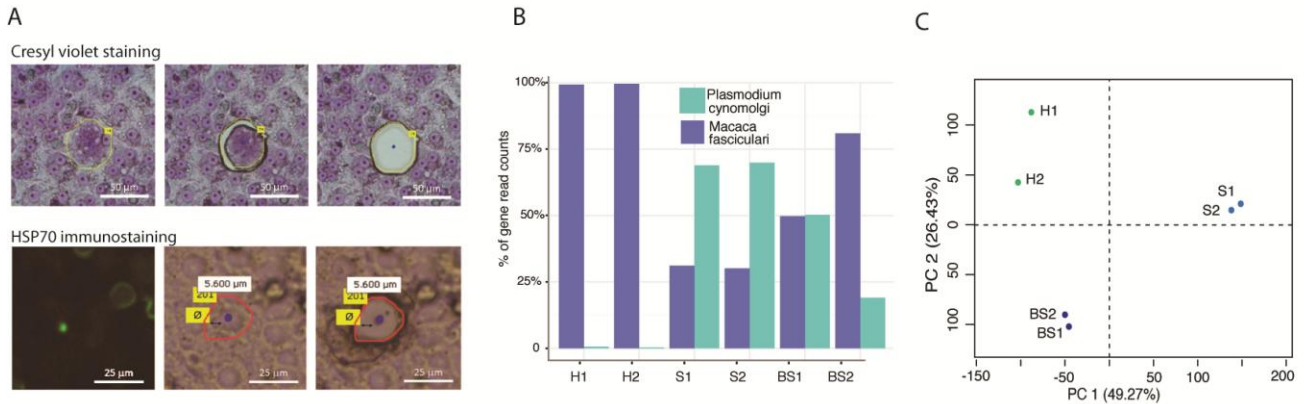 A
Cresyl violet staining
50 µm
50 µm
50 µm
HSP70 immunostaining
25 µm
5.600 µm
201
Ø
25 µm
5.600 µm
201
Ø
25 µm
B
% of gene read counts
100%
75%
50%
25%
0
Plasmodium
cynomolgi
Macaca
fasciculari
H1 H2 S1 S2 BS1 BS2
C
PC 2 (26.43%)
100
50
0
50
100
H1
H2
S1
S2
BS2
BS1
-150 -50 50 100 200
PC 1 (49.27%)